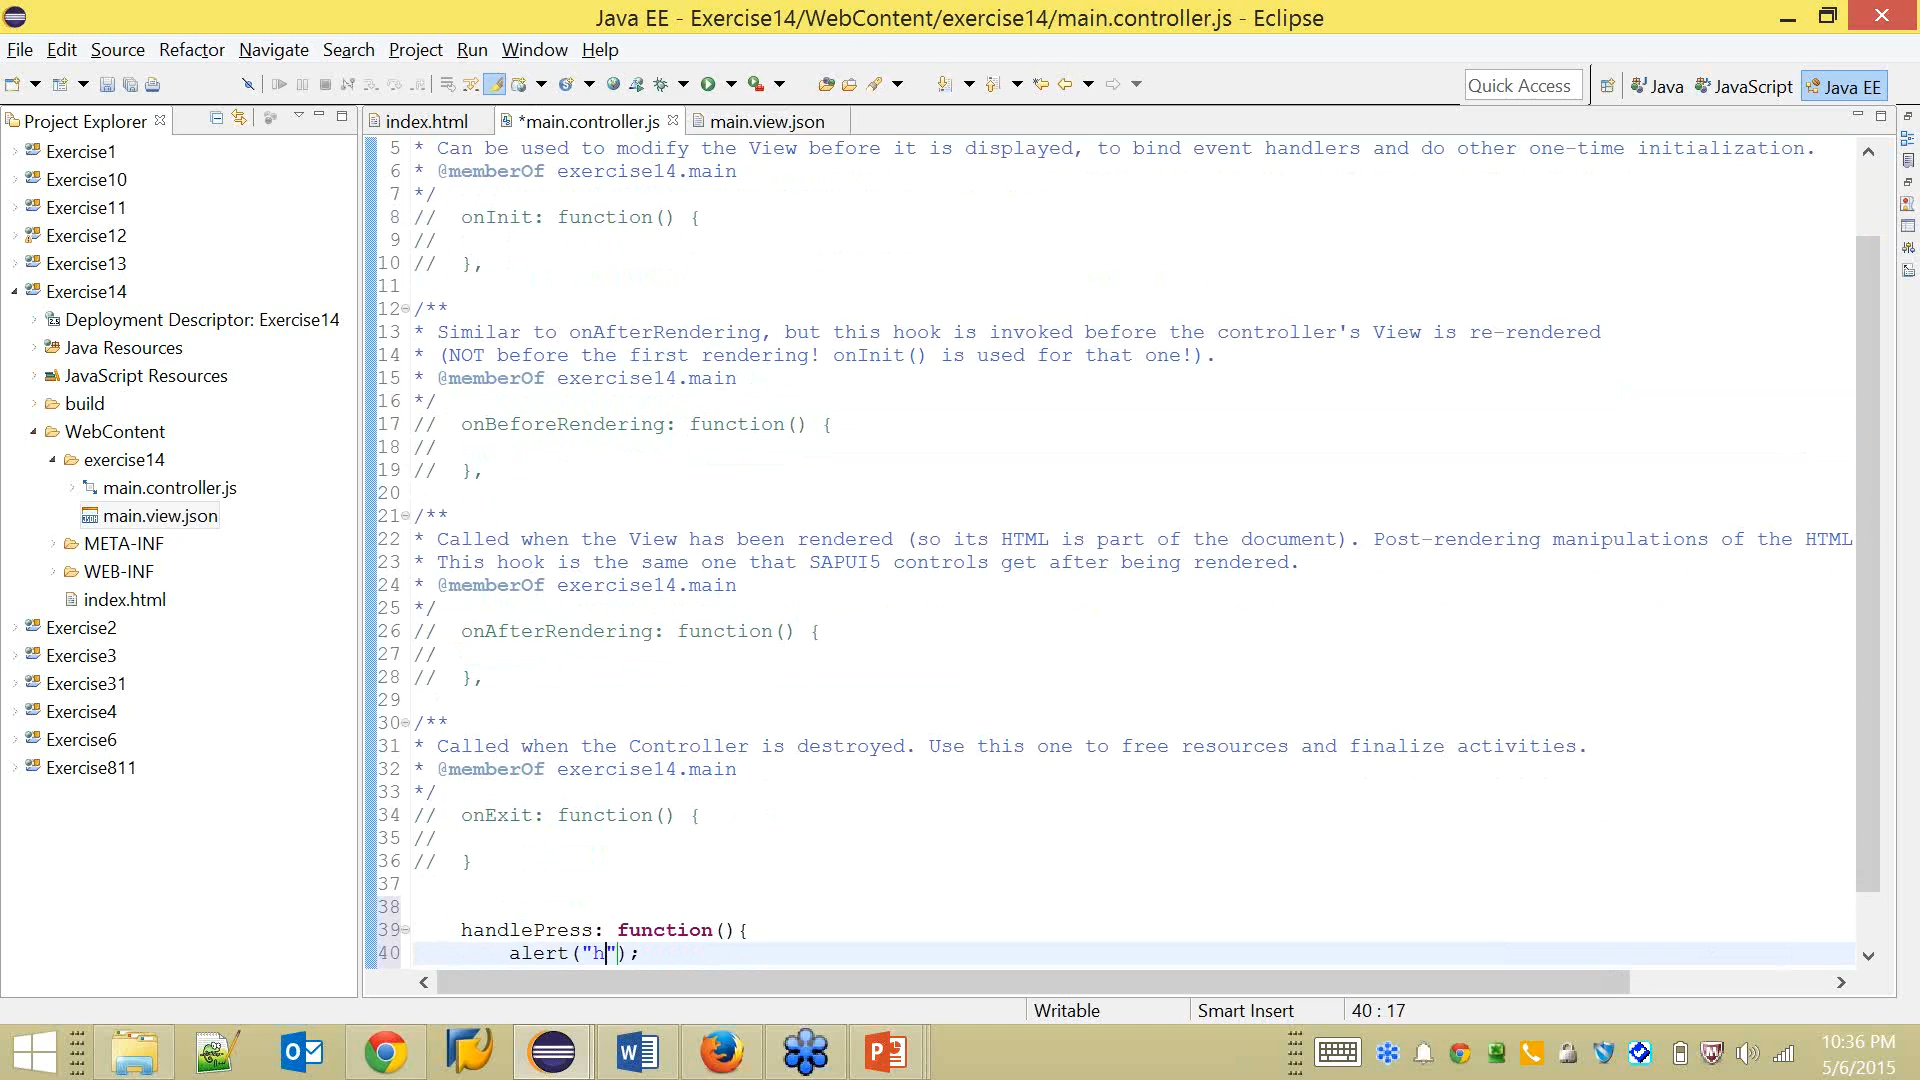 Java EE - Exercise14/WebContent/exercise14/main.controller.js - Eclipse
File Edit Source Refactor Navigate Search Project Run Window Help
Quick Access Java JavaScript Java EE
Project Explorer
index.html *main.controller.js main.view.json
Exercise1
Exercise10
Exercise11
Exercise12
Exercise13
Exercise14
Deployment Descriptor: Exercise14
Java Resources
JavaScript Resources
build
WebContent
exercise14
main.controller.js
main.view.json
META-INF
WEB-INF
index.html
Exercise2
Exercise3
Exercise31
Exercise4
Exercise6
Exercise811
5 * Can be used to modify the View before it is displayed, to bind event handlers and do other one-time initialization.
6 * @memberOf exercise14.main
7 */
8 // onInit: function() {
9 //
10 // },
11
12 /**
13 * Similar to onAfterRendering, but this hook is invoked before the controller's View is re-rendered
14 * (NOT before the first rendering! onInit() is used for that one!).
15 * @memberOf exercise14.main
16 */
17 // onBeforeRendering: function() {
18 //
19 // },
20
21 /**
22 * Called when the View has been rendered (so its HTML is part of the document). Post-rendering manipulations of the HTML
23 * This hook is the same one that SAPUI5 controls get after being rendered.
24 * @memberOf exercise14.main
25 */
26 // onAfterRendering: function() {
27 //
28 // },
29
30 /**
31 * Called when the Controller is destroyed. Use this one to free resources and finalize activities.
32 * @memberOf exercise14.main
33 */
34 // onExit: function() {
35 //
36 // }
37
38
39 handlePress: function(){
40 alert("h");
Writable Smart Insert 40 : 17
10:36 PM
5/6/2015